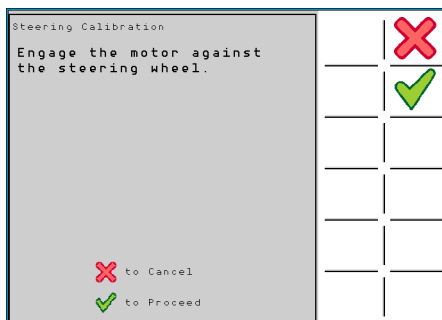 Steering Calibration
Engage the motor against
the steering wheel.
to Cancel
to Proceed